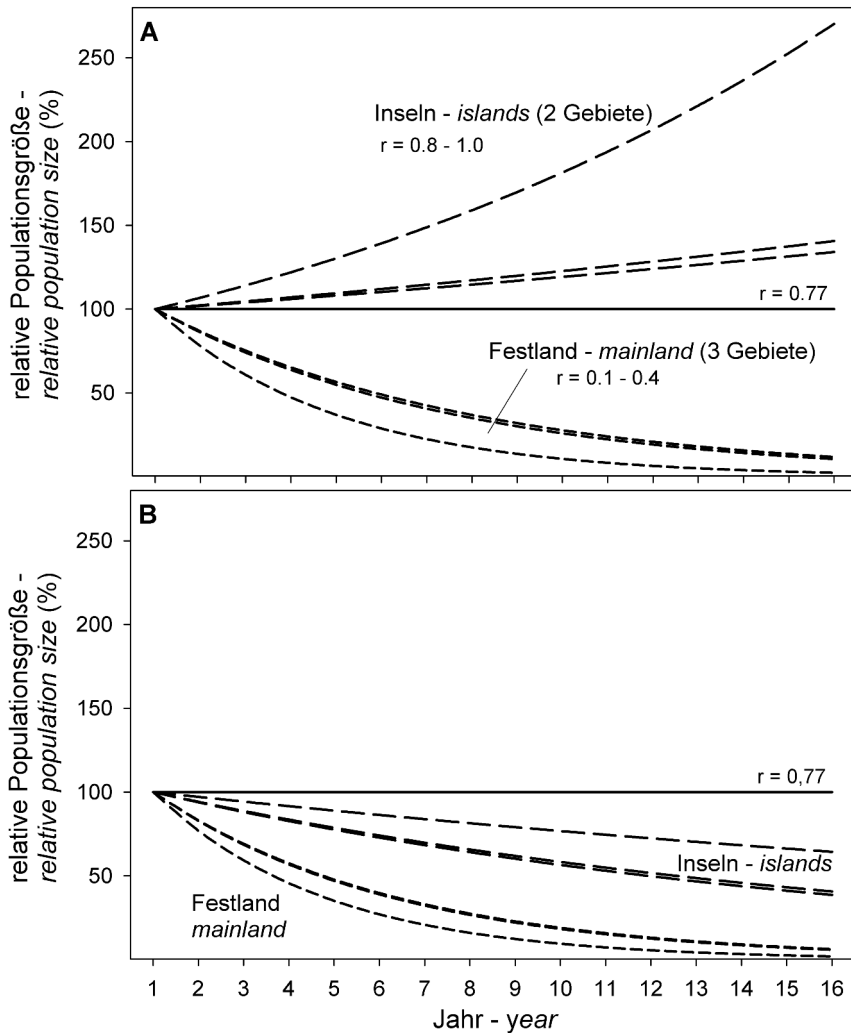 A
relative Populationsgröße -
relative population size (%)
250
200
150
100
50
Inseln - islands (2 Gebiete)
r = 0.8 - 1.0
r = 0.77
Festland - mainland (3 Gebiete)
r = 0.1 - 0.4
B
relative Populationsgröße -
relative population size (%)
250
200
150
100
50
r = 0,77
Inseln - islands
Festland
mainland
1 2 3 4 5 6 7 8 9 10 11 12 13 14 15 16
Jahr - year